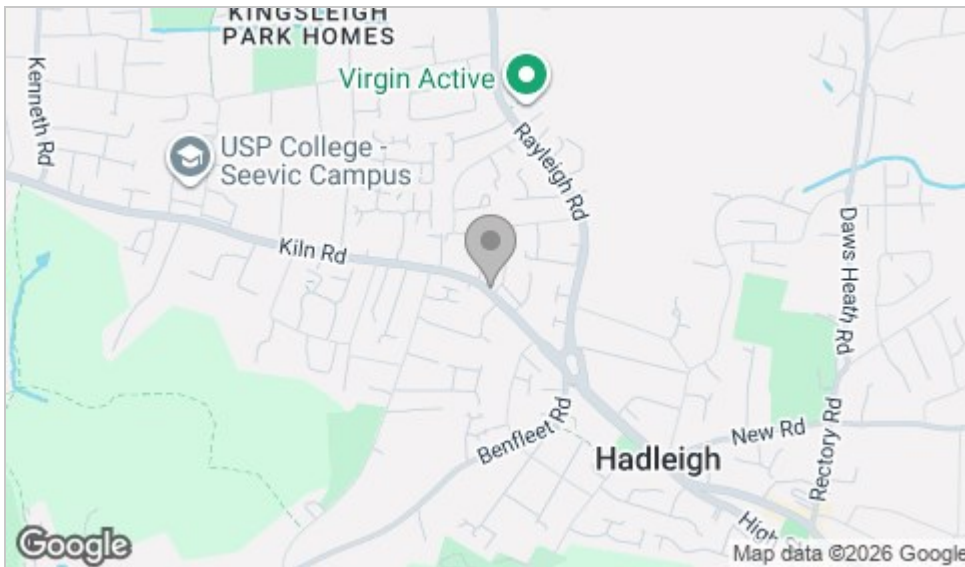 KINGSLEIGH
PARK HOMES
Kenneth Rd
Virgin Active
USP College -
Seevic Campus
Rayleigh Rd
Kiln Rd
Daws Heath Rd
Benfleet Rd
New Rd
Rectory Rd
Hadleigh
High St
Google
Map data ©2026 Google